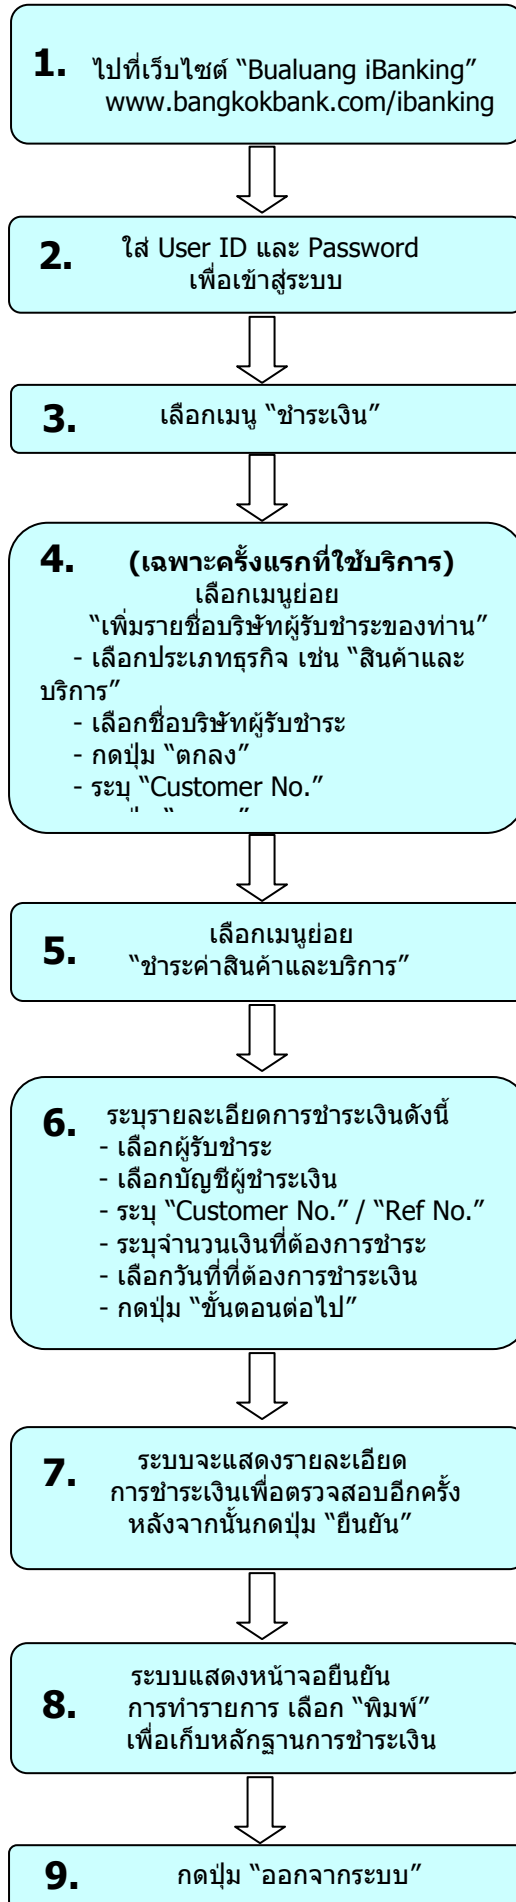 1. ไปที่เว็บไซต์ “Bualuang iBanking”
www.bangkokbank.com/ibanking
2. ใส่ User ID และ Password
เพื่อเข้าสู่ระบบ
3. เลือกเมนู “ชำระเงิน”
4. (เฉพาะครั้งแรกที่ใช้บริการ)
เลือกเมนูย่อย
“เพิ่มรายชื่อบริษัทผู้รับชำระของท่าน”
- เลือกประเภทธุรกิจ เช่น “สินค้าและ
บริการ”
- เลือกชื่อบริษัทผู้รับชำระ
- กดปุ่ม “ตกลง”
- ระบุ “Customer No.”
5. เลือกเมนูย่อย
“ชำระค่าสินค้าและบริการ”
6. ระบุรายละเอียดการชำระเงินดังนี้
- เลือกผู้รับชำระ
- เลือกบัญชีผู้ชำระเงิน
- ระบุ “Customer No.” / “Ref No.”
- ระบุจำนวนเงินที่ต้องการชำระ
- เลือกวันที่ที่ต้องการชำระเงิน
- กดปุ่ม “ขั้นตอนต่อไป”
7. ระบบจะแสดงรายละเอียด
การชำระเงินเพื่อตรวจสอบอีกครั้ง
หลังจากนั้นกดปุ่ม “ยืนยัน”
8. ระบบแสดงหน้าจอยืนยัน
การทำรายการ เลือก “พิมพ์”
เพื่อเก็บหลักฐานการชำระเงิน
9. กดปุ่ม “ออกจากระบบ”